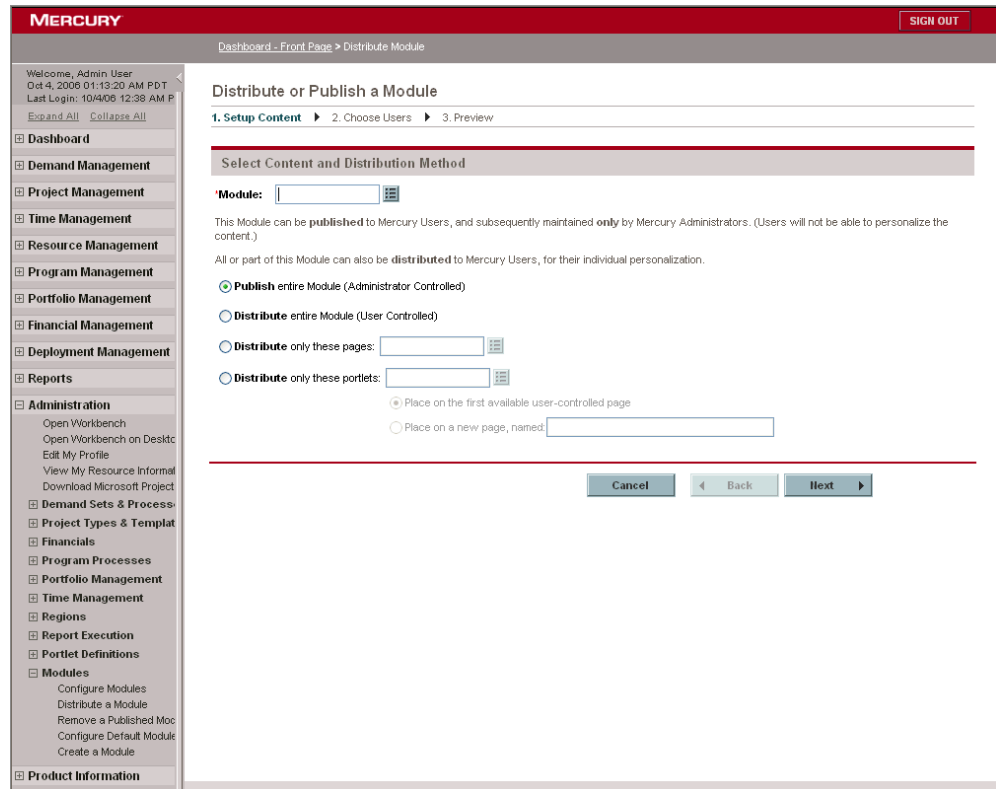 MERCURY
SIGN OUT
Dashboard - Front Page > Distribute Module
Welcome, Admin User
Oct 4, 2006 01:13:20 AM PDT
Last Login: 10/4/06 12:38 AM P
Expand All Collapse All
Dashboard
Demand Management
Project Management
Time Management
Resource Management
Program Management
Portfolio Management
Financial Management
Deployment Management
Reports
Administration
Open Workbench
Open Workbench on Deskto
Edit My Profile
View My Resource Informat
Download Microsoft Project
Demand Sets & Process
Project Types & Templat
Financials
Program Processes
Portfolio Management
Time Management
Regions
Report Execution
Portlet Definitions
Modules
Configure Modules
Distribute a Module
Remove a Published Mod
Configure Default Module
Create a Module
Product Information
Distribute or Publish a Module
1. Setup Content 2. Choose Users 3. Preview
Select Content and Distribution Method
*Module:
This Module can be published to Mercury Users, and subsequently maintained only by Mercury Administrators. (Users will not be able to personalize the
content.)
All or part of this Module can also be distributed to Mercury Users, for their individual personalization.
Publish entire Module (Administrator Controlled)
Distribute entire Module (User Controlled)
Distribute only these pages:
Distribute only these portlets:
Place on the first available user-controlled page
Place on a new page, named:
Cancel Back Next